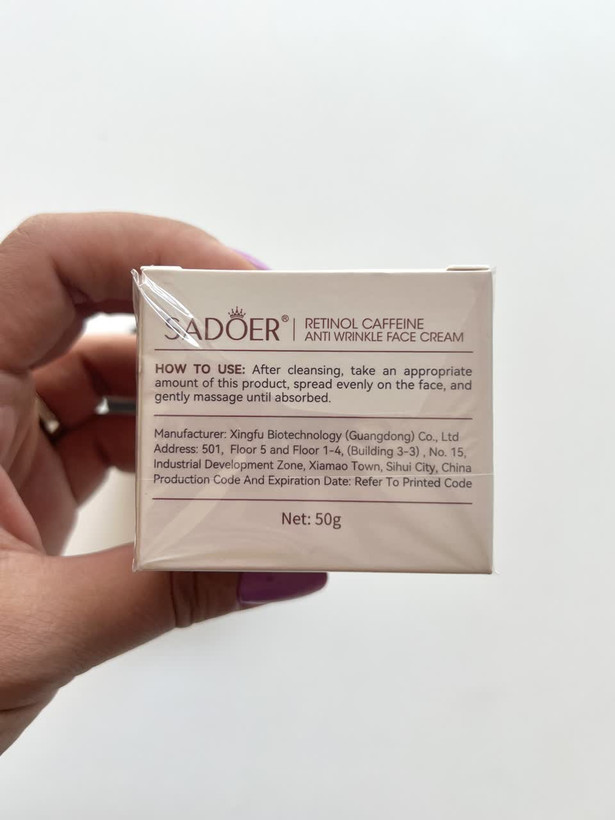 SADOER® | RETINOL CAFFEINE
ANTI WRINKLE FACE CREAM
HOW TO USE: After cleansing, take an appropriate
amount of this product, spread evenly on the face, and
gently massage until absorbed.
Manufacturer: Xingfu Biotechnology (Guangdong) Co., Ltd
Address: 501, Floor 5 and Floor 1-4, (Building 3-3) , No. 15,
Industrial Development Zone, Xiamao Town, Sihui City, China
Production Code And Expiration Date: Refer To Printed Code
Net: 50g